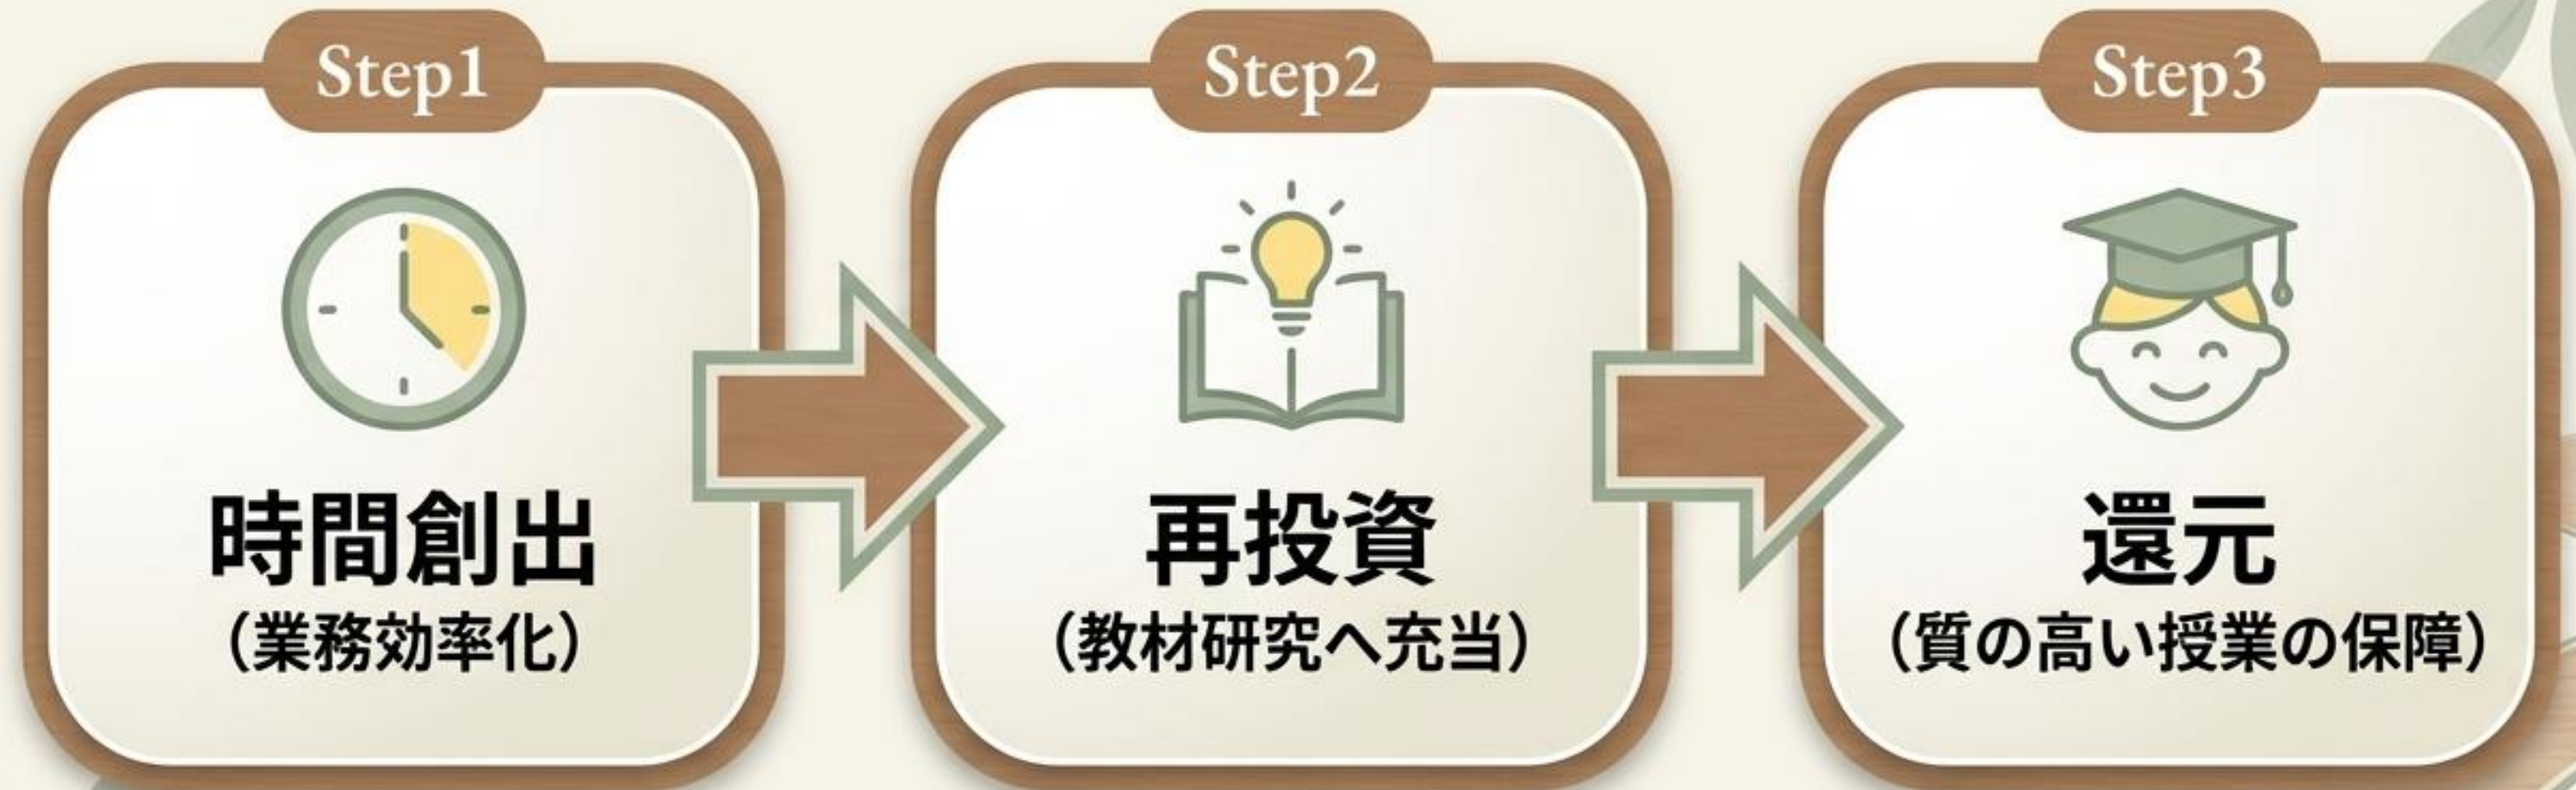 Step1
時間創出
（業務効率化）
Step2
再投資
（教材研究へ充当）
Step3
還元
（質の高い授業の保障）